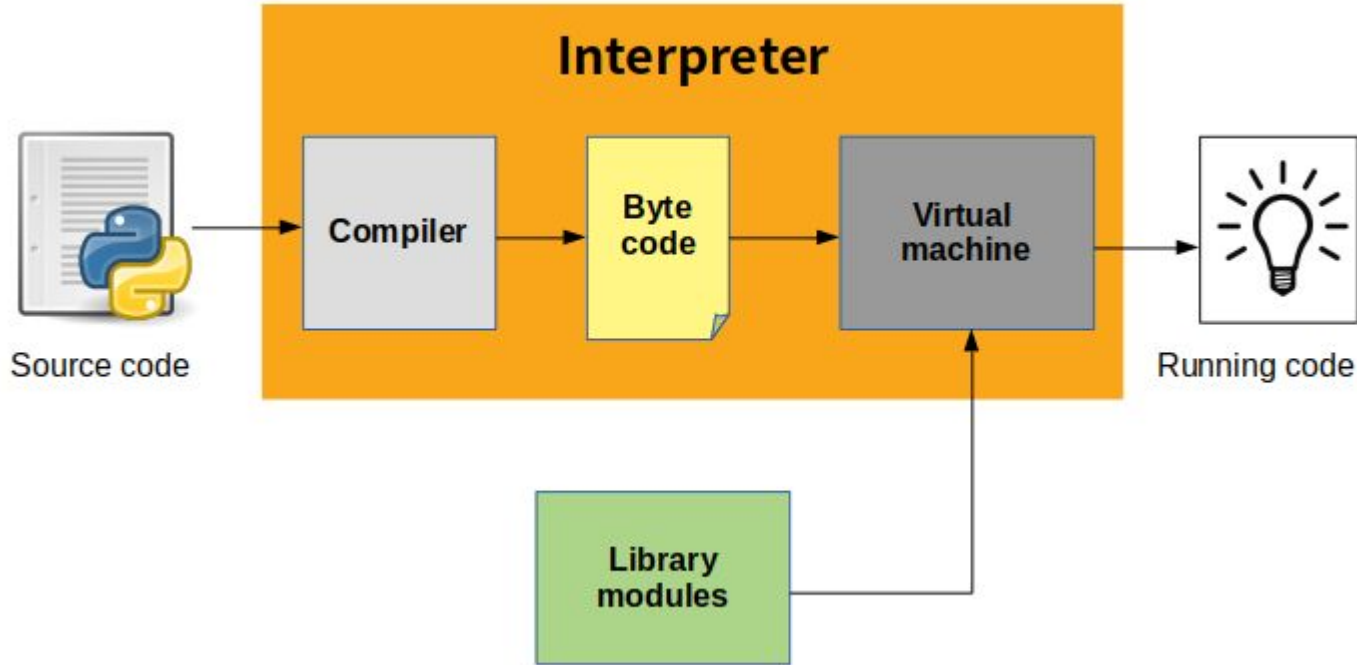 Interpreter
Compiler
Byte
code
Virtual
machine
Source code
Running code
Library
modules